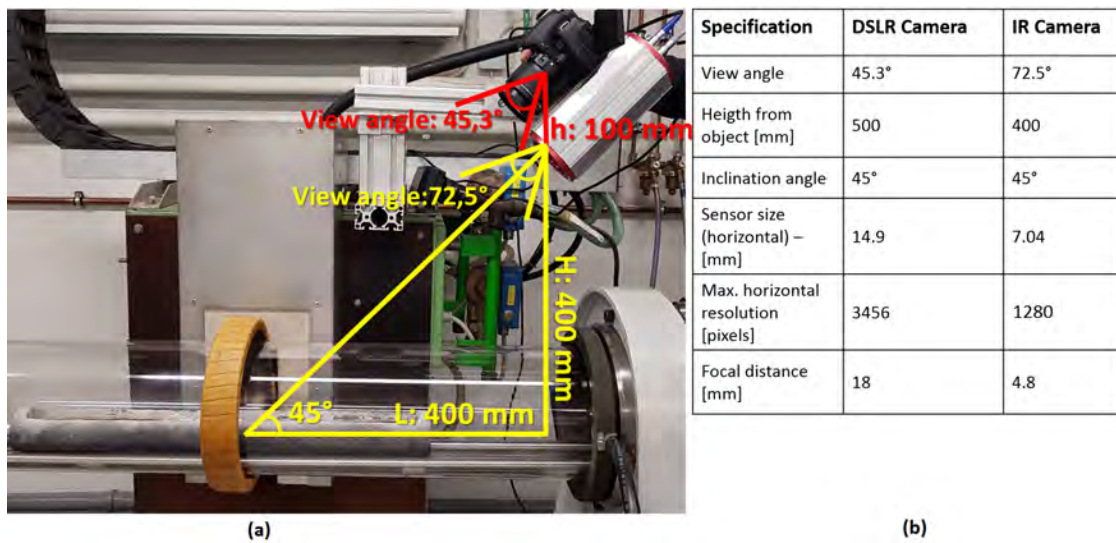 View angle: 45,3°
h: 100 mm
View angle:72,5°
H: 400 mm
45°
L: 400 mm
(a)
Specification DSLR Camera IR Camera
View angle 45.3° 72.5°
Heigth from
object [mm] 500 400
Inclination angle 45° 45°
Sensor size
(horizontal) –
[mm] 14.9 7.04
Max. horizontal
resolution
[pixels] 3456 1280
Focal distance
[mm] 18 4.8
(b)